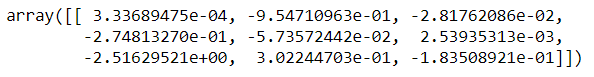 array([[ 3.33689475e-04, -9.54710963e-01, -2.81762086e-02,
-2.74813270e-01, -5.73572442e-02, 2.53935313e-03,
-2.51629521e+00, 3.02244703e-01, -1.83508921e-01]])